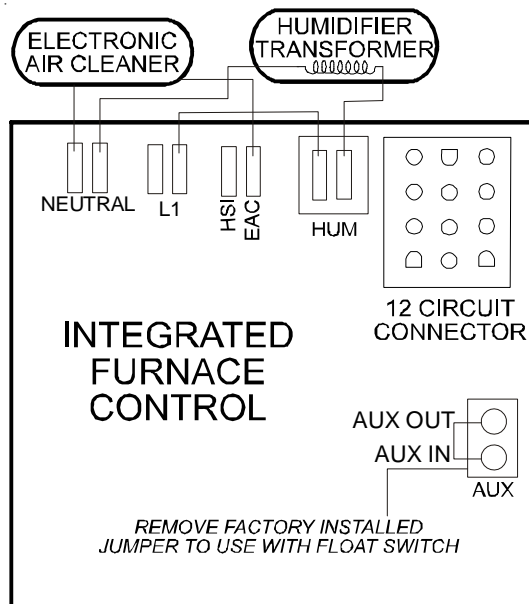 ELECTRONIC
AIR CLEANER
HUMIDIFIER
TRANSFORMER
NEUTRAL
L1
HSI
EAC
HUM
12 CIRCUIT
CONNECTOR
INTEGRATED
FURNACE
CONTROL
AUX OUT
AUX IN
AUX
REMOVE FACTORY INSTALLED
JUMPER TO USE WITH FLOAT SWITCH